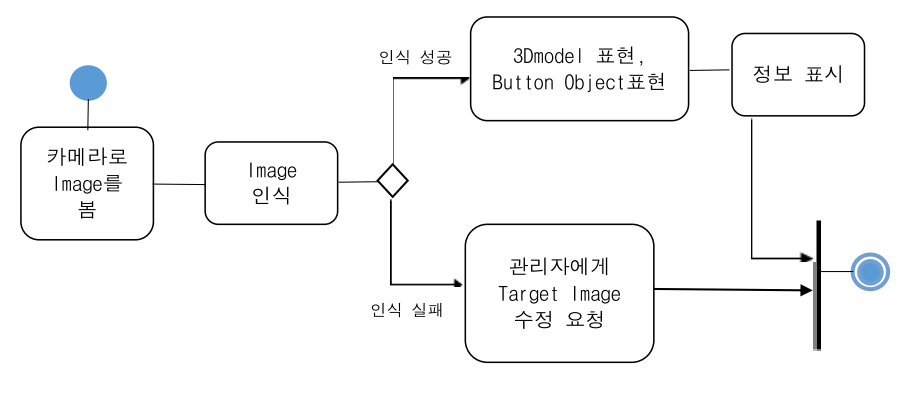 카메라로
Image를
봄
Image
인식
인식 성공
3Dmodel 표현,
Button Object표현
정보 표시
인식 실패
관리자에게
Target Image
수정 요청